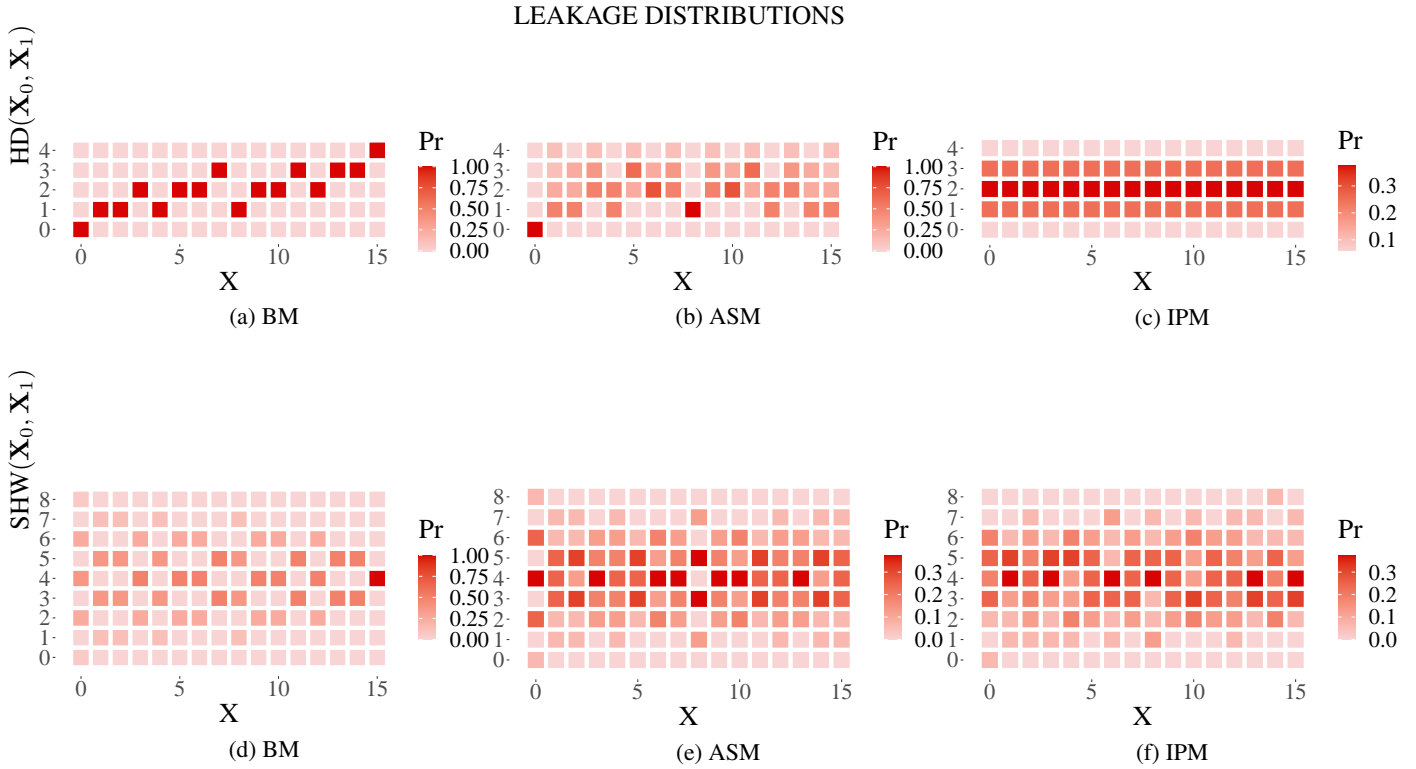 LEAKAGE DISTRIBUTIONS
HD(X₀, X₁)
4
3
2
1
0
0 5 10 15
X
Pr
1.00
0.75
0.50
0.25
0.00
(a) BM
4
3
2
1
0
0 5 10 15
X
Pr
1.00
0.75
0.50
0.25
0.00
(b) ASM
4
3
2
1
0
0 5 10 15
X
Pr
0.3
0.2
0.1
(c) IPM
SHW(X₀, X₁)
8
7
6
5
4
3
2
1
0
0 5 10 15
X
Pr
1.00
0.75
0.50
0.25
0.00
(d) BM
8
7
6
5
4
3
2
1
0
0 5 10 15
X
Pr
0.3
0.2
0.1
0.0
(e) ASM
8
7
6
5
4
3
2
1
0
0 5 10 15
X
Pr
0.3
0.2
0.1
0.0
(f) IPM